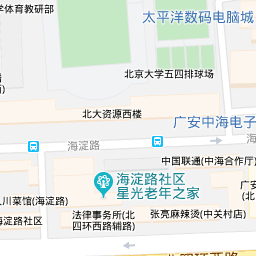 太平洋数码电脑城
学体育教研部
北京大学五四排球场
北大资源西楼
广安中海电子
海淀路
中国联通(中海合作厅)
海淀路社区
星光老年之家
川菜馆(海淀路)
海淀路社区
法律事务所(北
四环西路辅路)
张亮麻辣烫(中关村店)